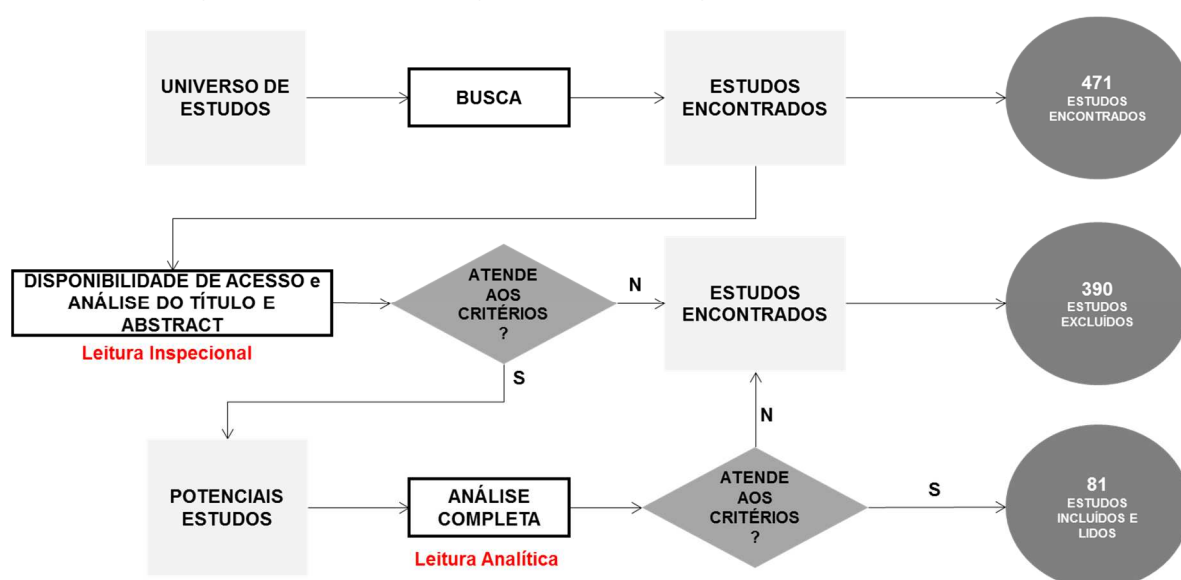 UNIVERSO DE
ESTUDOS
BUSCA
ESTUDOS
ENCONTRADOS
471
ESTUDOS
ENCONTRADOS
DISPONIBILIDADE DE ACESSO e
ANÁLISE DO TÍTULO E
ABSTRACT
Leitura Inspecional
ATENDE
AOS
CRITÉRIOS
?
N
S
ESTUDOS
ENCONTRADOS
390
ESTUDOS
EXCLUÍDOS
POTENCIAIS
ESTUDOS
ANÁLISE
COMPLETA
Leitura Analítica
ATENDE
AOS
CRITÉRIOS
?
N
S
81
ESTUDOS
INCLUÍDOS E
LIDOS